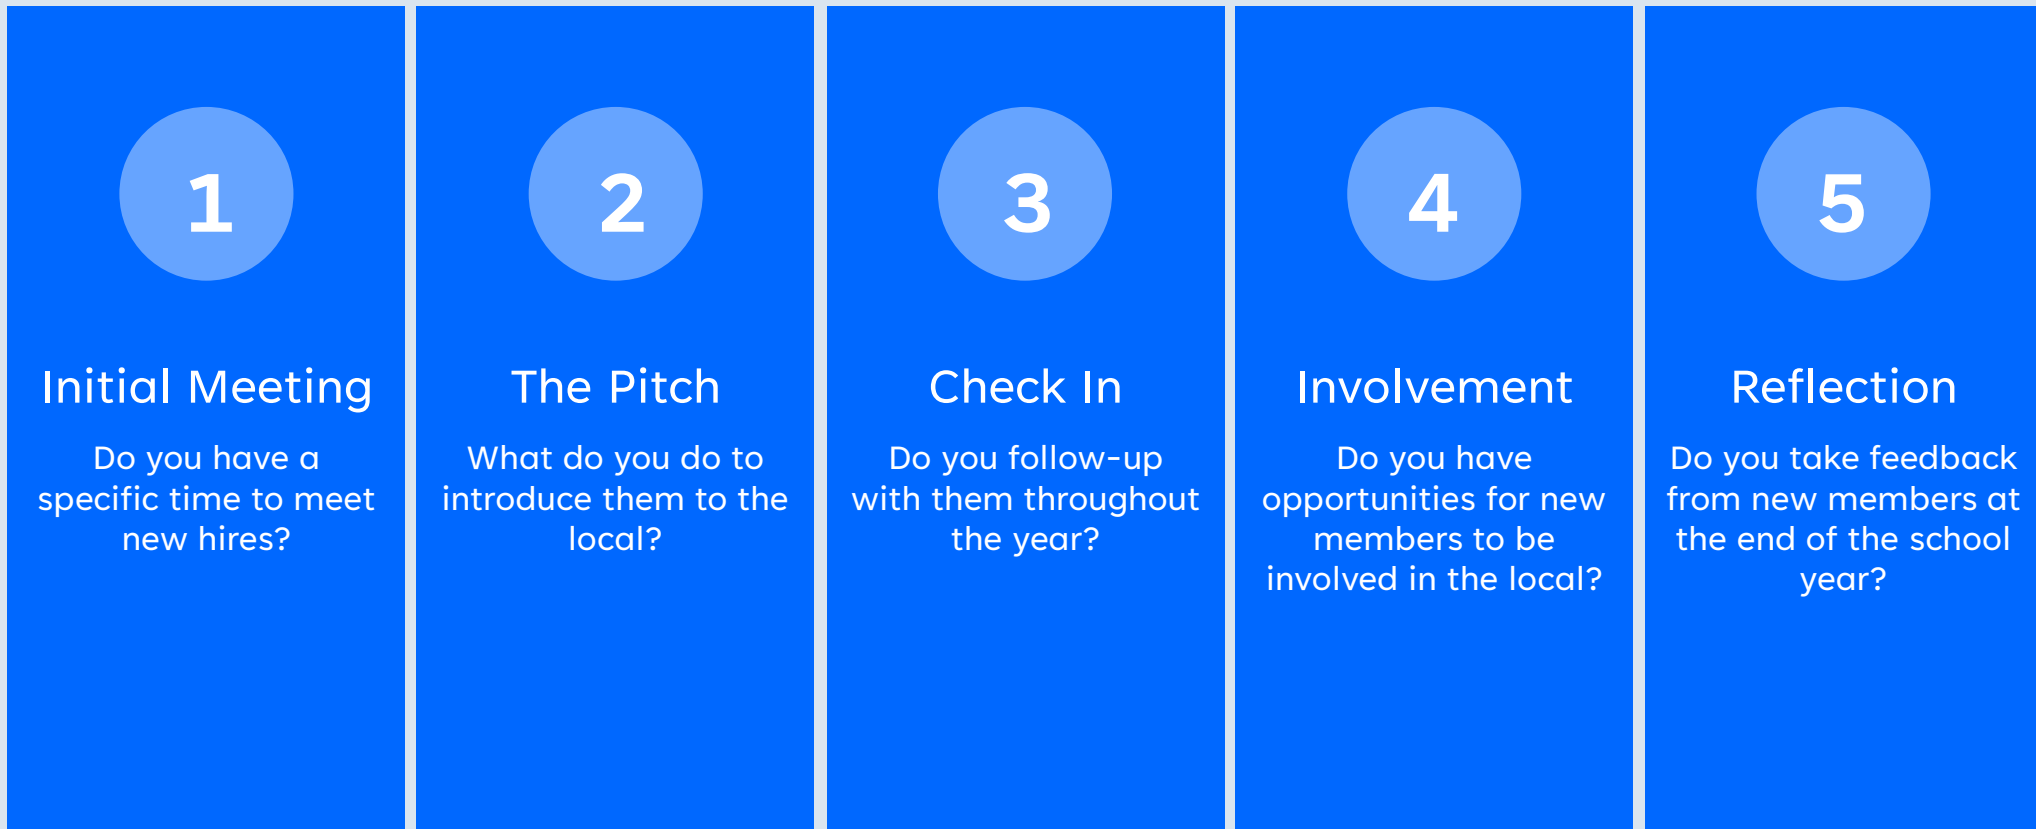 1
Initial Meeting
Do you have a
specific time to meet
new hires?
2
The Pitch
What do you do to
introduce them to the
local?
3
Check In
Do you follow-up
with them throughout
the year?
4
Involvement
Do you have
opportunities for new
members to be
involved in the local?
5
Reflection
Do you take feedback
from new members at
the end of the school
year?